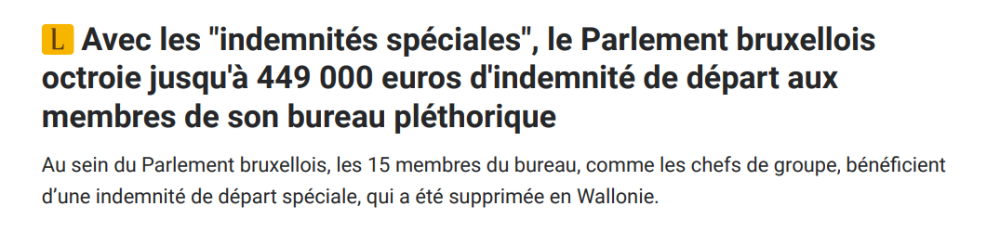 L Avec les "indemnités spéciales", le Parlement bruxellois
octroie jusqu'à 449 000 euros d'indemnité de départ aux
membres de son bureau pléthorique
Au sein du Parlement bruxellois, les 15 membres du bureau, comme les chefs de groupe, bénéficient
d’une indemnité de départ spéciale, qui a été supprimée en Wallonie.